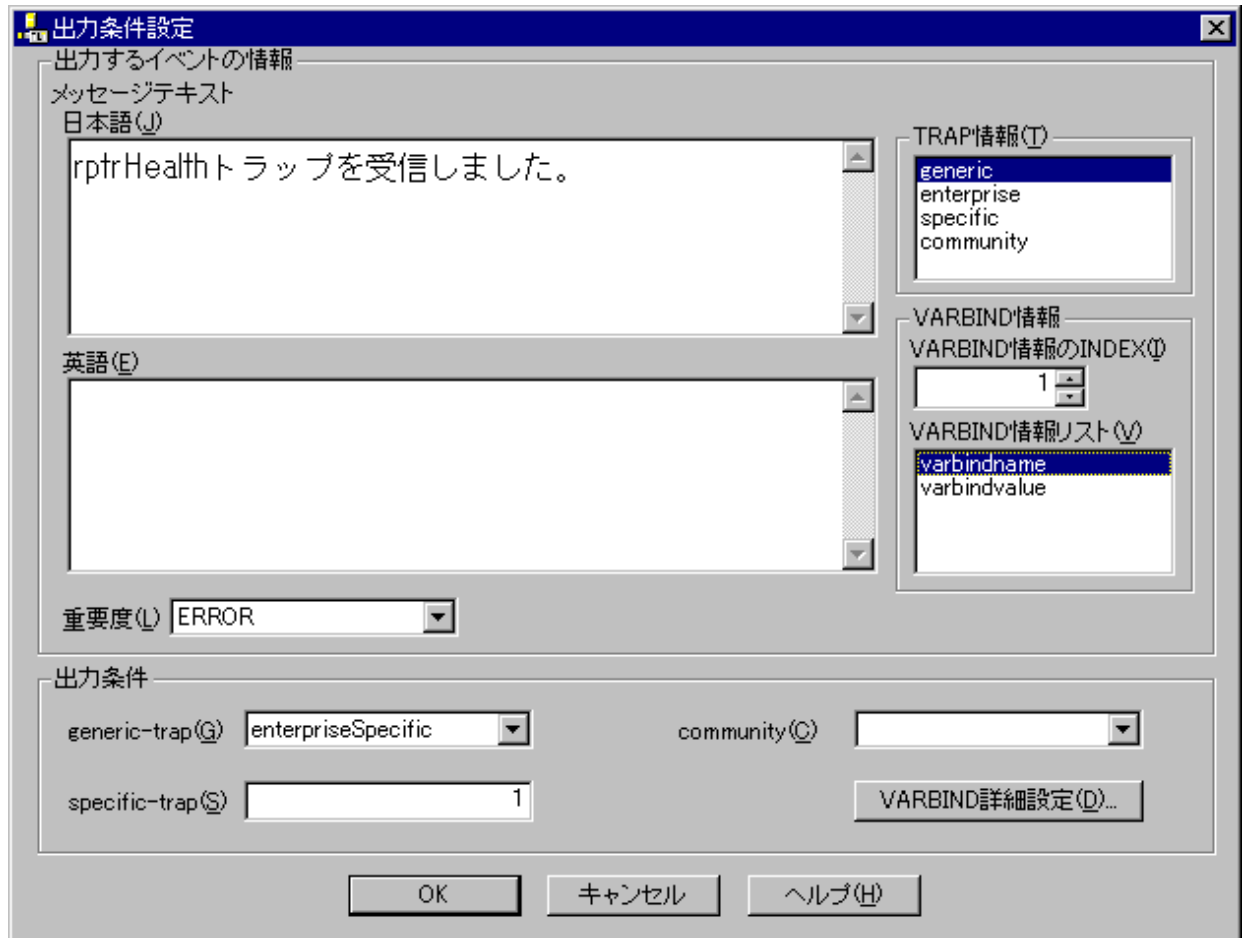 出力条件設定
出力するイベントの情報
メッセージテキスト
日本語(J)
rptrHealthトラップを受信しました。
英語(E)
重要度(L) ERROR
TRAP情報(T)
generic
enterprise
specific
community
VARBIND情報
VARBIND情報のINDEX(I)
1
VARBIND情報リスト(V)
varbindname
varbindvalue
出力条件
generic-trap(G) enterpriseSpecific community(C)
specific-trap(S) 1 VARBIND詳細設定(D)...
OK キャンセル ヘルプ(H)